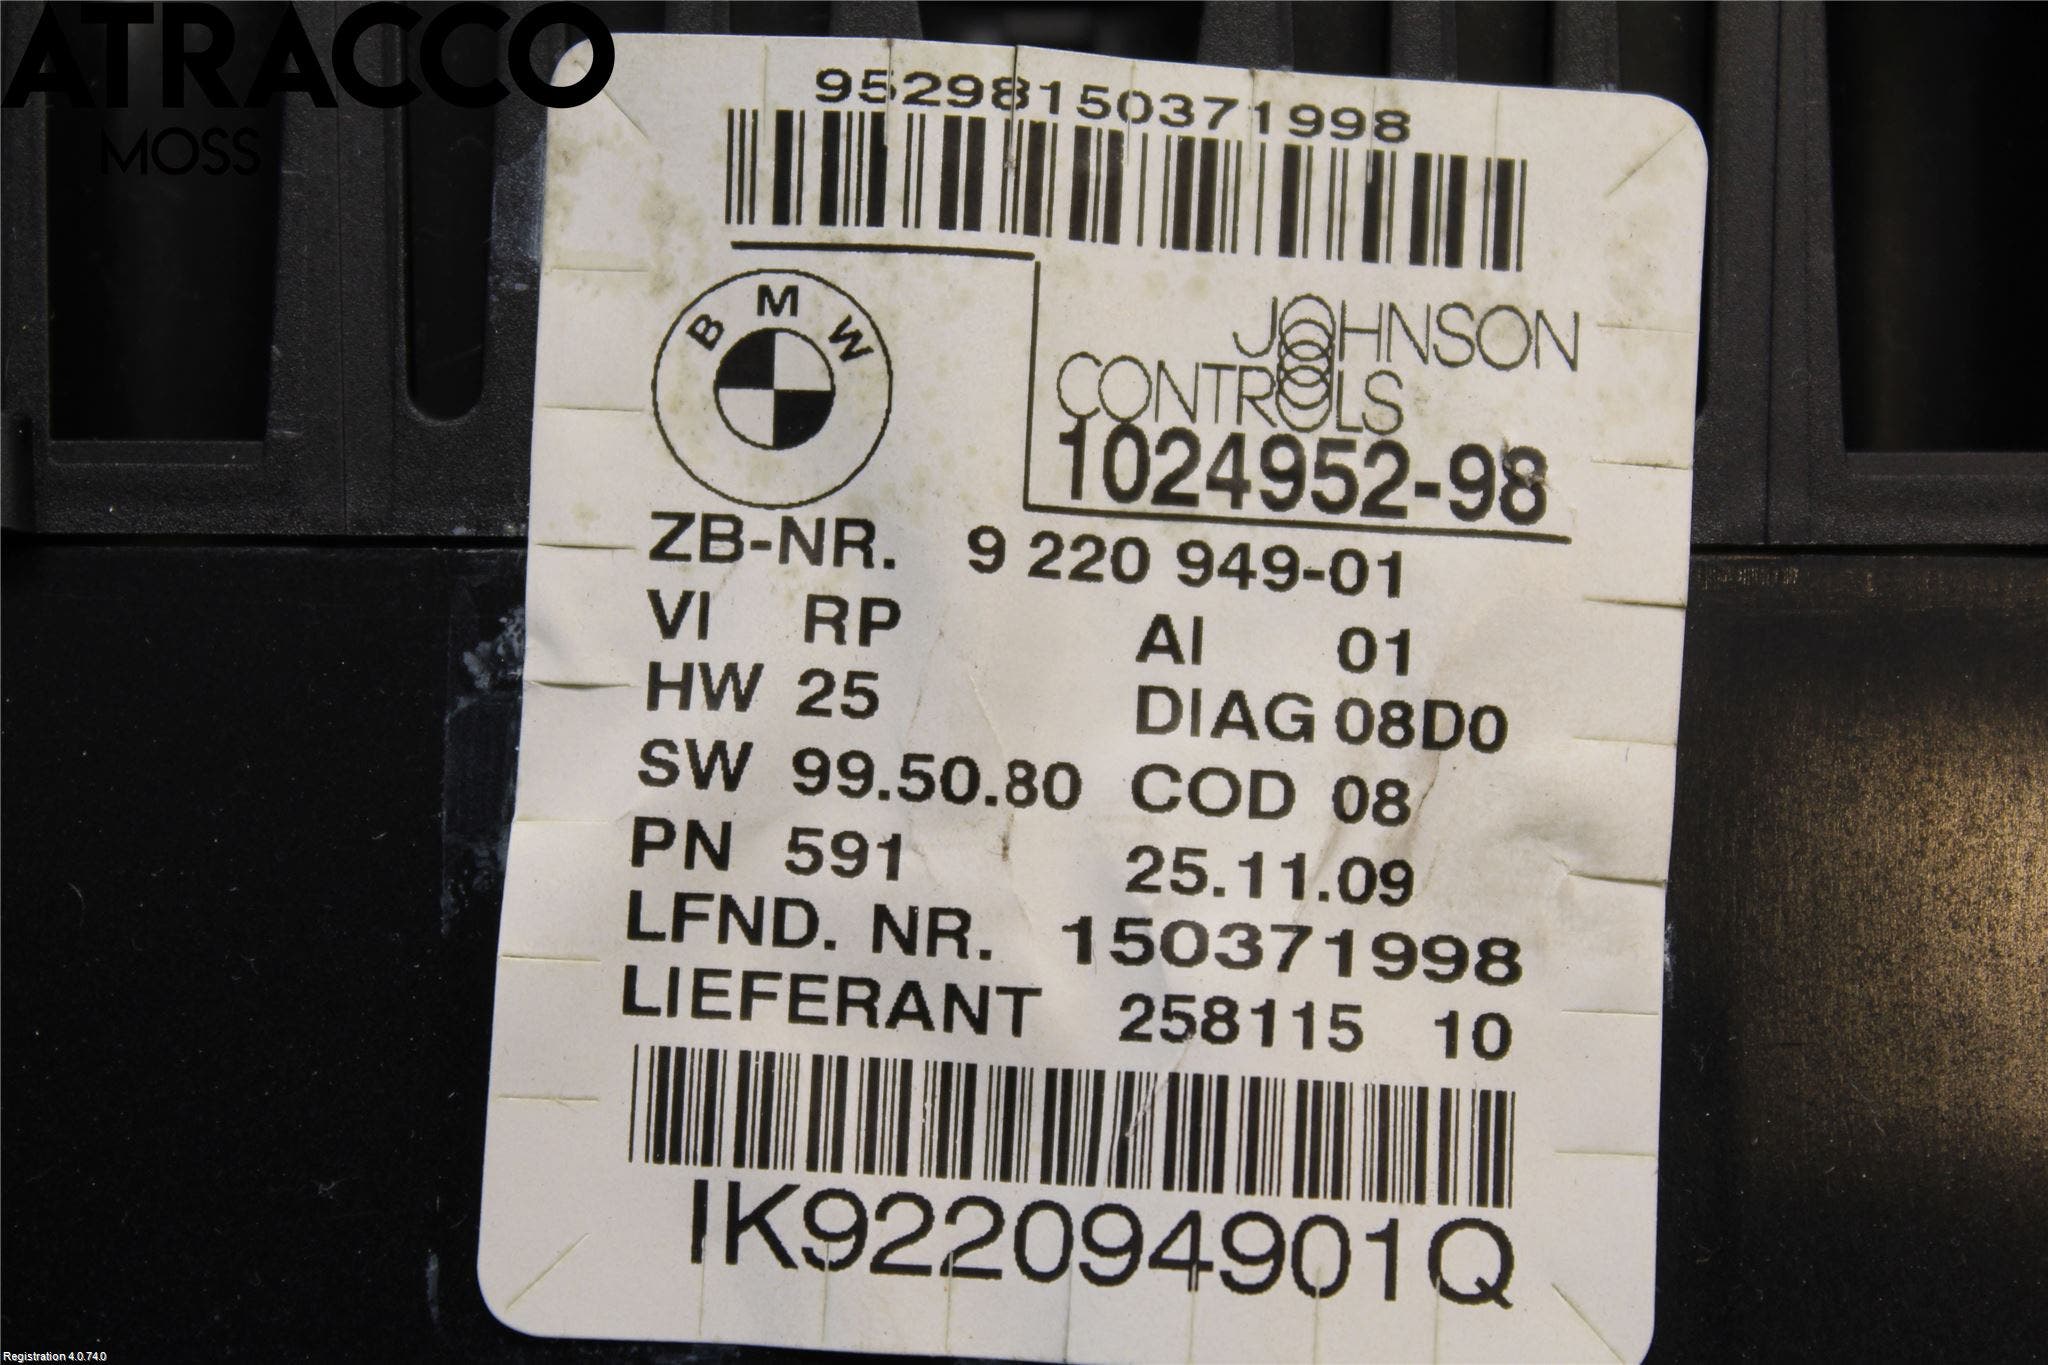 ATRACCO
MOSS
95298150371998
BMW
JOHNSON
CONTROLS
1024952-98
ZB-NR. 9 220 949-01
VI RP AI 01
HW 25 DIAG 08D0
SW 99.50.80 COD 08
PN 591 25.11.09
LFND. NR. 150371998
LIEFERANT 258115 10
IK922094901Q
Registration 4.0.74.0